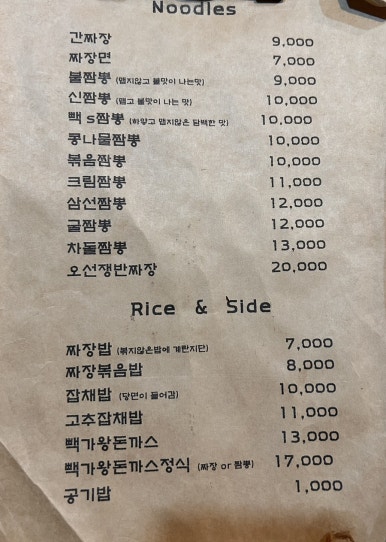 Noodles
간짜장 9,000
짜장면 7,000
불짬뽕 (맵지않고 불맛이 나는맛) 9,000
신짬뽕 (맵고 불맛이 나는 맛) 10,000
빽 s짬뽕 (하얗고 맵지않은 담백한 맛) 10,000
콩나물짬뽕 10,000
볶음짬뽕 10,000
크림짬뽕 11,000
삼선짬뽕 12,000
굴짬뽕 12,000
차돌짬뽕 13,000
오선쟁반짜장 20,000
Rice & Side
짜장밥 (볶지않은밥에 계란지단) 7,000
짜장볶음밥 8,000
잡채밥 (당면이 들어감) 10,000
고추잡채밥 11,000
빽가왕돈까스 13,000
빽가왕돈까스정식 (짜장 or 짬뽕) 17,000
공기밥 1,000